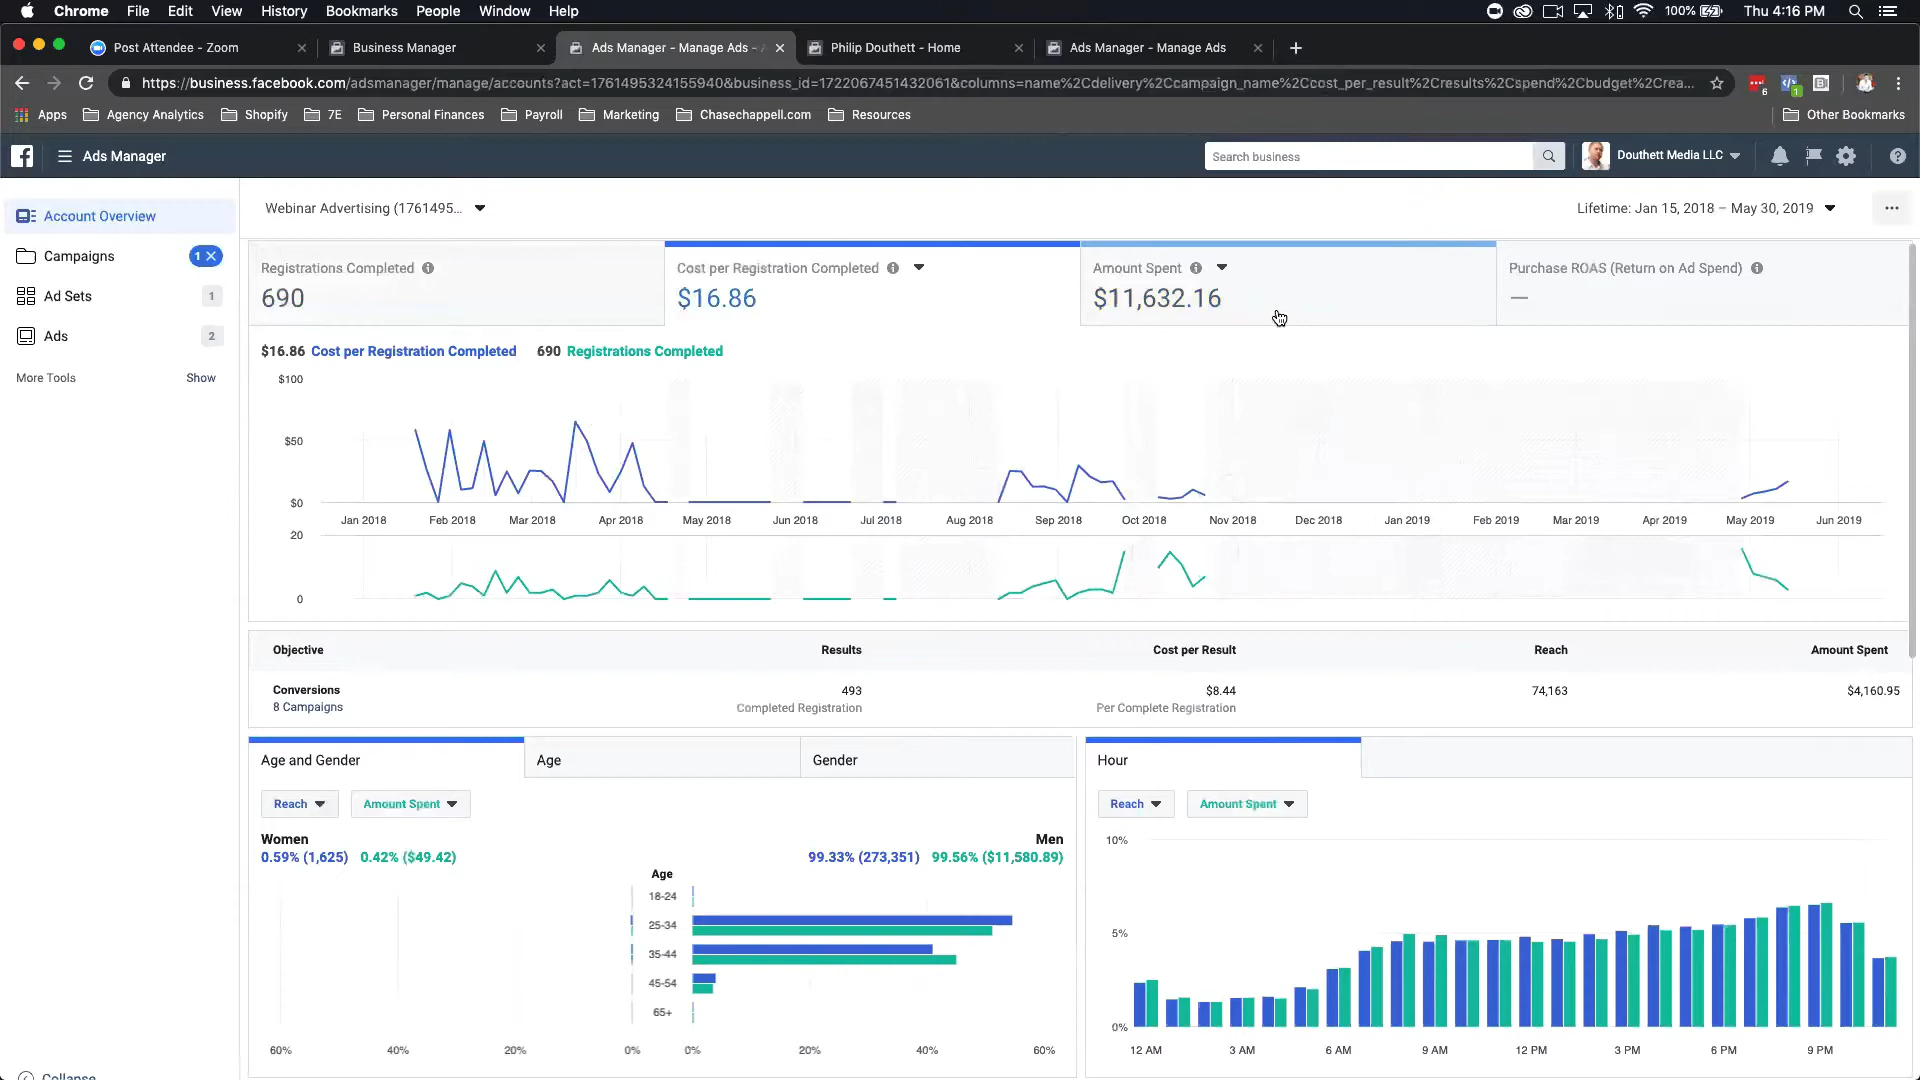 Chrome File Edit View History Bookmarks People Window Help 100% Thu 4:16 PM
Post Attendee - Zoom Business Manager Ads Manager - Manage Ads - A Philip Douthett - Home Ads Manager - Manage Ads
https://business.facebook.com/adsmanager/manage/accounts?act=1761495324155940&business_id=1722067451432061&columns=name%2Cdelivery%2Ccampaign_name%2Ccost_per_result%2Cresults%2Cspend%2Cbudget%2Crea... 6 1
Apps Agency Analytics Shopify 7E Personal Finances Payroll Marketing Chasechappell.com Resources Other Bookmarks
Ads Manager Search business Douthett Media LLC
Account Overview
Campaigns 1
Ad Sets 1
Ads 2
More Tools Show
Collapse
Webinar Advertising (1761495... Lifetime: Jan 15, 2018 – May 30, 2019
Registrations Completed Cost per Registration Completed Amount Spent Purchase ROAS (Return on Ad Spend)
690 $16.86 $11,632.16 —
$16.86 Cost per Registration Completed 690 Registrations Completed
$100
$50
$0
Jan 2018 Feb 2018 Mar 2018 Apr 2018 May 2018 Jun 2018 Jul 2018 Aug 2018 Sep 2018 Oct 2018 Nov 2018 Dec 2018 Jan 2019 Feb 2019 Mar 2019 Apr 2019 May 2019 Jun 2019
20
0
Objective Results Cost per Result Reach Amount Spent
Conversions 493 $8.44 74,163 $4,160.95
8 Campaigns Completed Registration Per Complete Registration
Age and Gender Age Gender
Reach Amount Spent
Women Men
0.59% (1,625) 0.42% ($49.42) 99.33% (273,351) 99.56% ($11,580.89)
Age
18-24
25-34
35-44
45-54
65+
60% 40% 20% 0% 0% 20% 40% 60%
Hour
Reach Amount Spent
10%
5%
0%
12 AM 3 AM 6 AM 9 AM 12 PM 3 PM 6 PM 9 PM